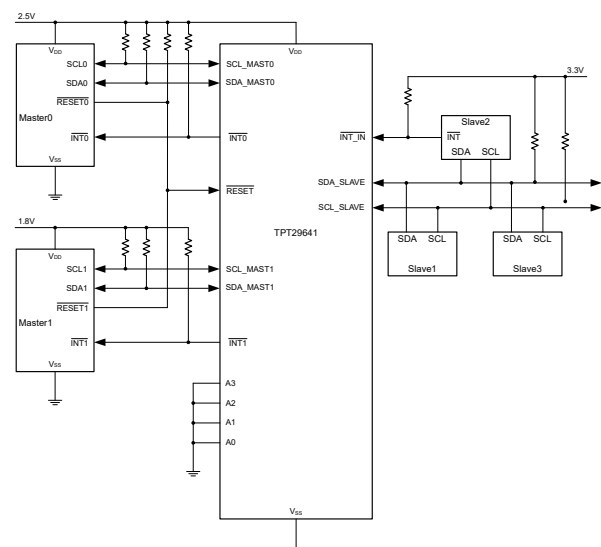 2.5V
VDD
SCL0
SDA0
RESET0
Master0
INT0
VSS
VDD
SCL_MAST0
SDA_MAST0
INT0
RESET
TPT29641
SCL_MAST1
SDA_MAST1
INT1
A3
A2
A1
A0
VSS
INT_IN
SDA_SLAVE
SCL_SLAVE
3.3V
Slave2
INT
SDA SCL
SDA SCL
Slave1
SDA SCL
Slave3
1.8V
VDD
SCL1
SDA1
RESET1
Master1
INT1
VSS